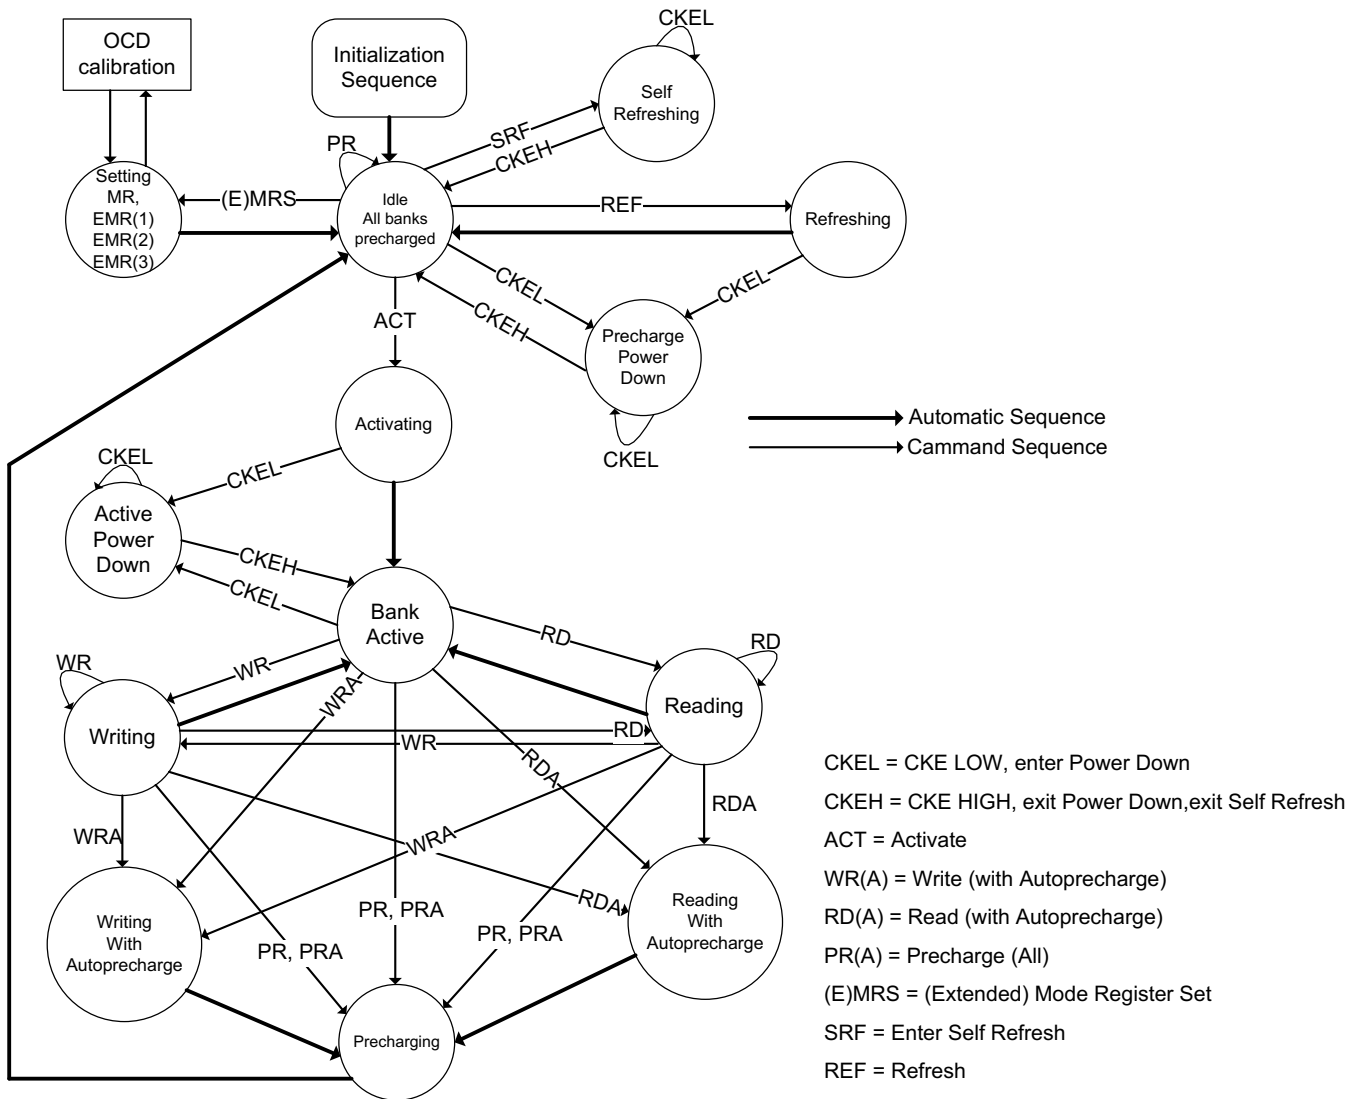 OCD
calibration
Initialization
Sequence
CKEL
Self
Refreshing
SRF
CKEH
PR
Setting
MR,
EMR(1)
EMR(2)
EMR(3)
(E)MRS
Idle
All banks
precharged
REF
Refreshing
CKEL
CKEH
CKEL
ACT
Precharge
Power
Down
CKEL
Activating
Automatic Sequence
Cammand Sequence
CKEL
CKEL
Active
Power
Down
CKEH
CKEL
Bank
Active
RD
RD
WR
WR
WRA
Reading
Writing
RD
WR
RDA
RDA
WRA
WRA
RDA
PR, PRA
PR, PRA
PR, PRA
Writing
With
Autoprecharge
Reading
With
Autoprecharge
Precharging
CKEL = CKE LOW, enter Power Down
CKEH = CKE HIGH, exit Power Down,exit Self Refresh
ACT = Activate
WR(A) = Write (with Autoprecharge)
RD(A) = Read (with Autoprecharge)
PR(A) = Precharge (All)
(E)MRS = (Extended) Mode Register Set
SRF = Enter Self Refresh
REF = Refresh